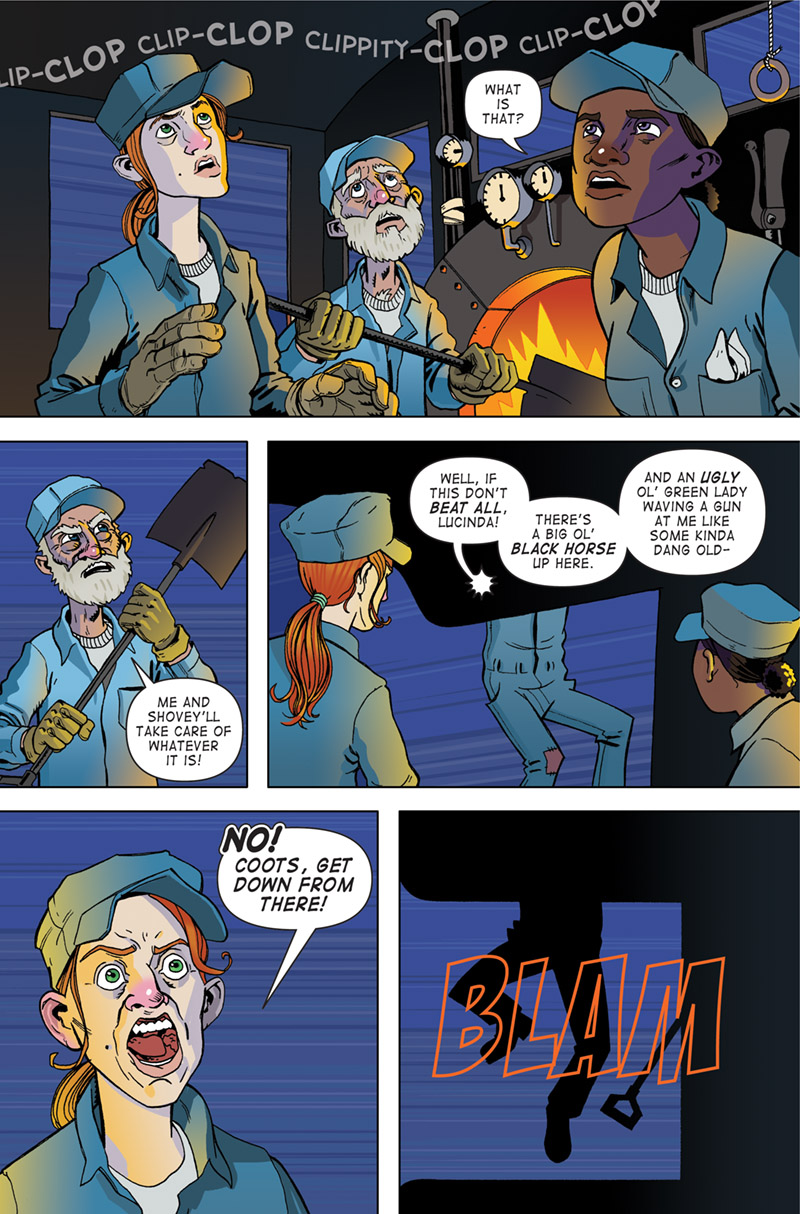 LIP-CLOP CLIP-CLOP CLIPPITY-CLOP CLIP-CLOP
WHAT
IS
THAT?
ME AND
SHOVEY'LL
TAKE CARE OF
WHATEVER
IT IS!
WELL, IF
THIS DON'T
BEAT ALL,
LUCINDA!
THERE'S
A BIG OL'
BLACK HORSE
UP HERE.
AND AN UGLY
OL' GREEN LADY
WAVING A GUN
AT ME LIKE
SOME KINDA
DANG OLD-
NO!
COOTS, GET
DOWN FROM
THERE!
BLAM